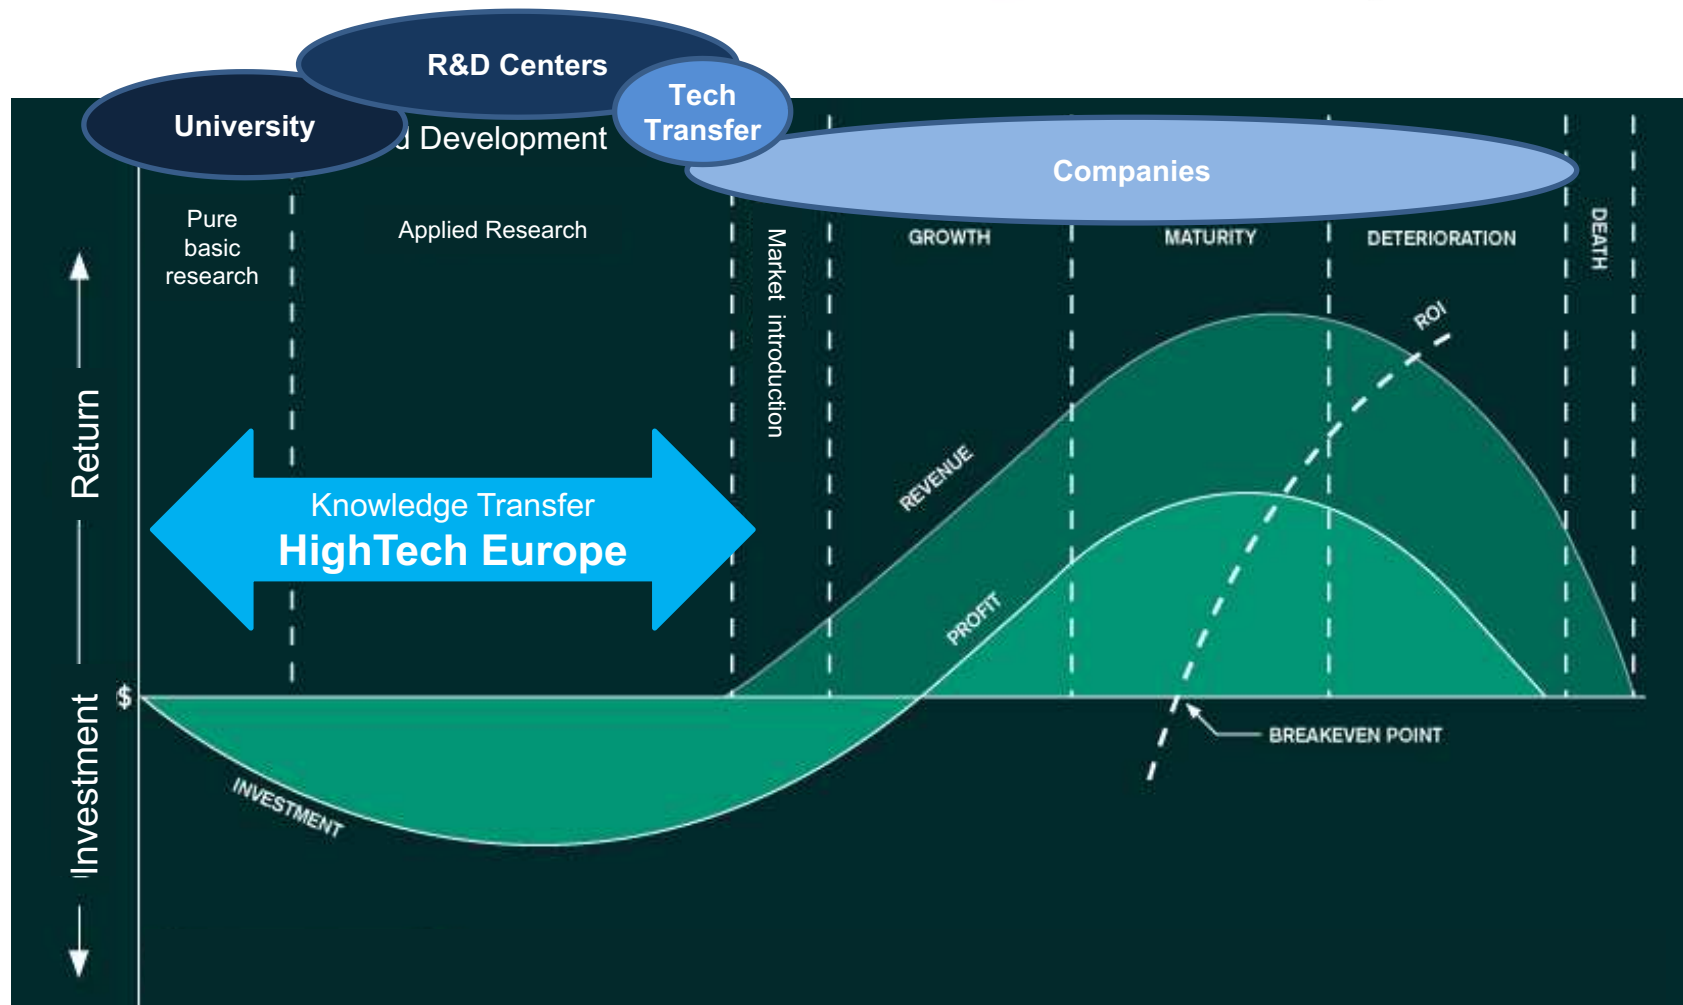 R&D Centers
University
Tech
Transfer
d Development
Companies
Pure
basic
research
Applied Research
Market introduction
GROWTH
MATURITY
DETERIORATION
DEATH
ROI
Return
REVENUE
Knowledge Transfer
HighTech Europe
PROFIT
$
Investment
BREAKEVEN POINT
INVESTMENT